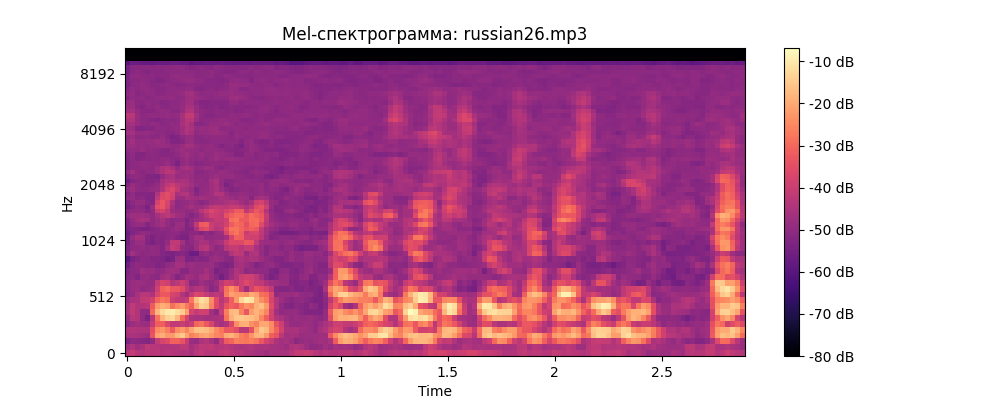 Mel-спектрограмма: russian26.mp3
8192
4096
2048
1024
512
0
Hz
0 0.5 1 1.5 2 2.5
Time
-10 dB
-20 dB
-30 dB
-40 dB
-50 dB
-60 dB
-70 dB
-80 dB